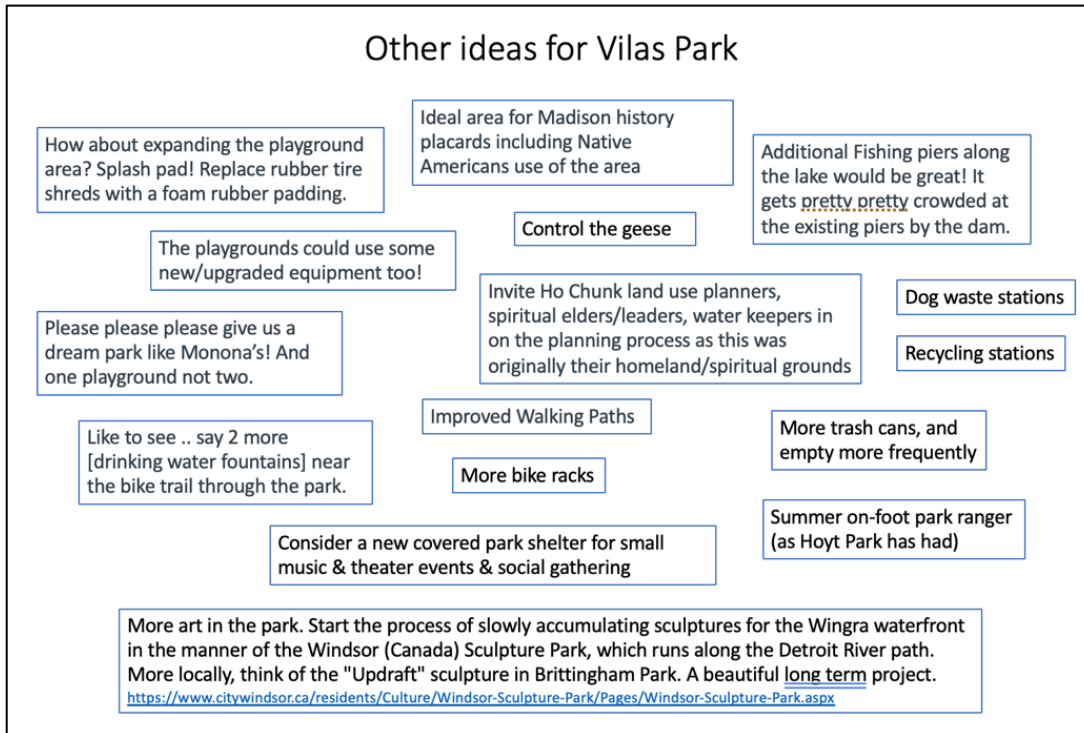 Other ideas for Vilas Park
How about expanding the playground
area? Splash pad! Replace rubber tire
shreds with a foam rubber padding.
Ideal area for Madison history
placards including Native
Americans use of the area
Additional Fishing piers along
the lake would be great! It
gets pretty pretty crowded at
the existing piers by the dam.
Control the geese
The playgrounds could use some
new/upgraded equipment too!
Invite Ho Chunk land use planners,
spiritual elders/leaders, water keepers in
on the planning process as this was
originally their homeland/spiritual grounds
Dog waste stations
Recycling stations
Please please please give us a
dream park like Monona's! And
one playground not two.
Improved Walking Paths
Like to see .. say 2 more
[drinking water fountains] near
the bike trail through the park.
More bike racks
More trash cans, and
empty more frequently
Summer on-foot park ranger
(as Hoyt Park has had)
Consider a new covered park shelter for small
music & theater events & social gathering
More art in the park. Start the process of slowly accumulating sculptures for the Wingra waterfront
in the manner of the Windsor (Canada) Sculpture Park, which runs along the Detroit River path.
More locally, think of the "Updraft" sculpture in Brittingham Park. A beautiful long term project.
https://www.citywindsor.ca/residents/Culture/Windsor-Sculpture-Park/Pages/Windsor-Sculpture-Park.aspx